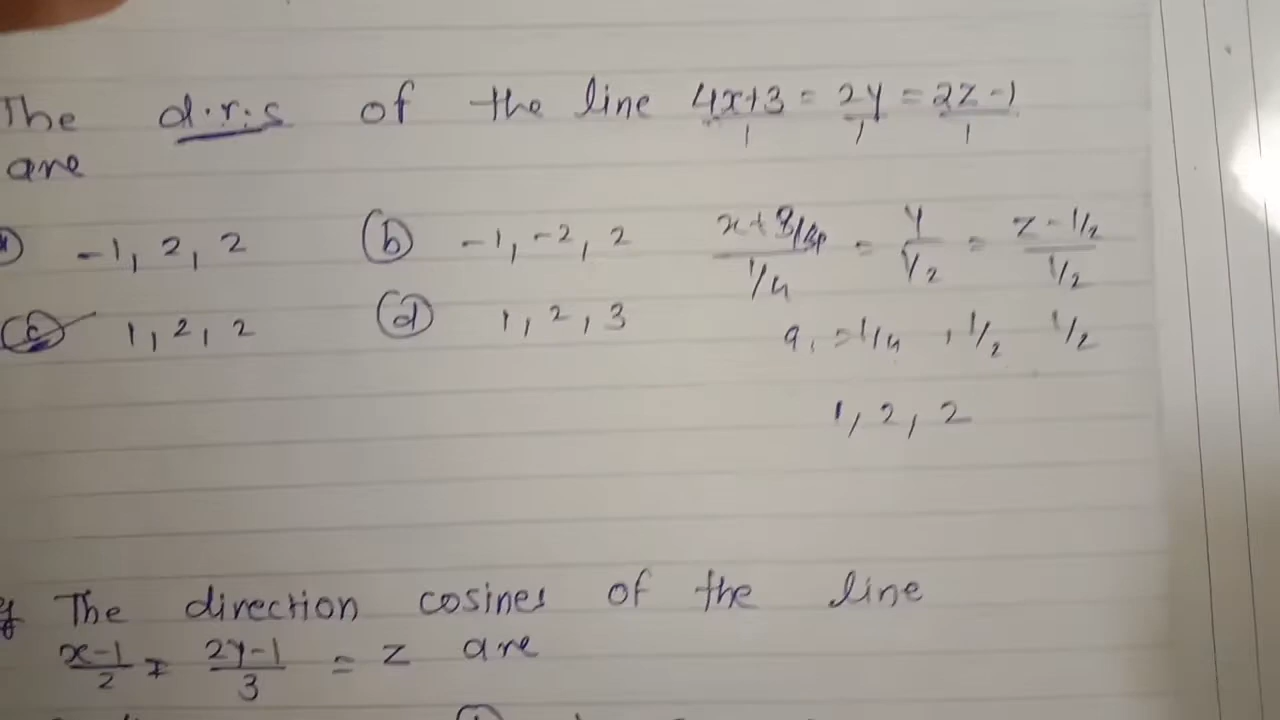 The d.r.s of the line 4x+3/1 = 2y/1 = 2z-1/1
are
-1, 2, 2 (b) -1, -2, 2
x+3/4 / 1/4 = y / 1/2 = z-1/2 / 1/2
(c) 1, 2, 2 (d) 1, 2, 3
a, = 1/4 , 1/2 1/2
1, 2, 2
The direction cosines of the line
x-1/2 = 2y-1/3 = z are